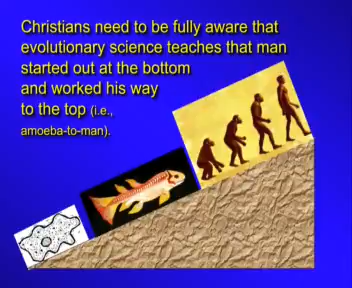 Christians need to be fully aware that
evolutionary science teaches that man
started out at the bottom
and worked his way
to the top (i.e.,
amoeba-to-man).